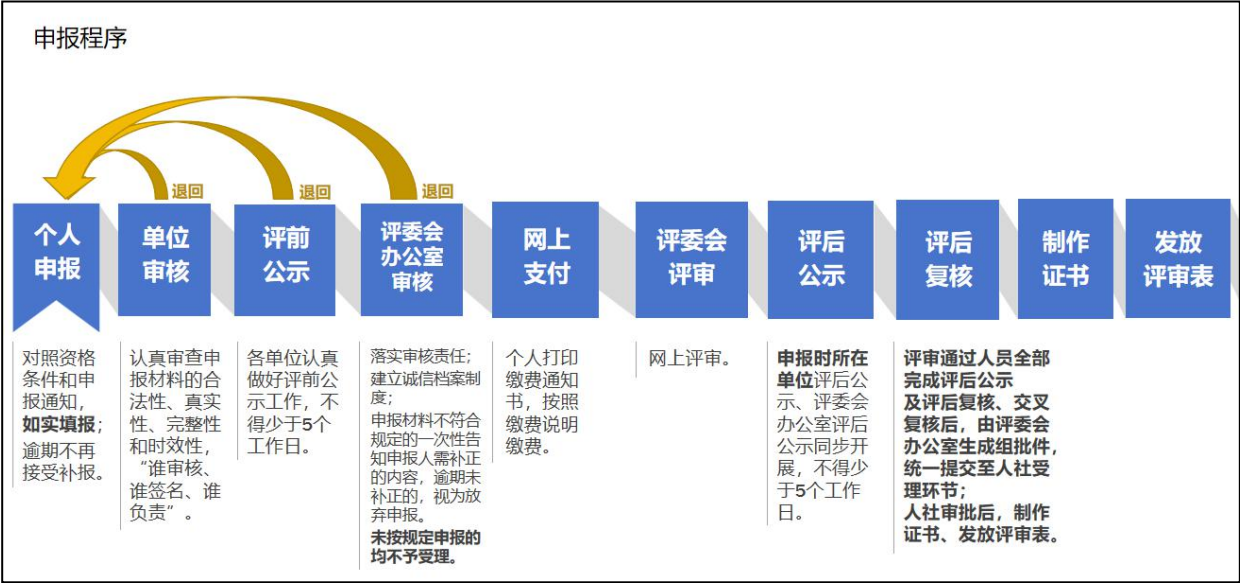 申报程序
退回
退回
退回
个人
申报
单位
审核
评前
公示
评委会
办公室
审核
网上
支付
评委会
评审
评后
公示
评后
复核
制作
证书
发放
评审表
对照资格
条件和申
报通知，
如实填报；
逾期不再
接受补报。
认真审查申
报材料的合
法性、真实
性、完整性
和时效性，
“谁审核、
谁签名、谁
负责”。
各单位认真
做好评前公
示工作，不
得少于5个
工作日。
落实审核责任；
建立诚信档案制
度；
申报材料不符合
规定的一次性告
知申报人需补正
的内容，逾期未
补正的，视为放
弃申报。
未按规定申报的
均不予受理。
个人打印
缴费通知
书，按照
缴费说明
缴费。
网上评审。
申报时所在
单位评后公
示、评委会
办公室评后
公示同步开
展，不得少
于5个工作
日。
评审通过人员全部
完成评后公示
及评后复核、交叉
复核后，由评委会
办公室生成组批件，
统一提交至人社受
理环节；
人社审批后，制作
证书、发放评审表。